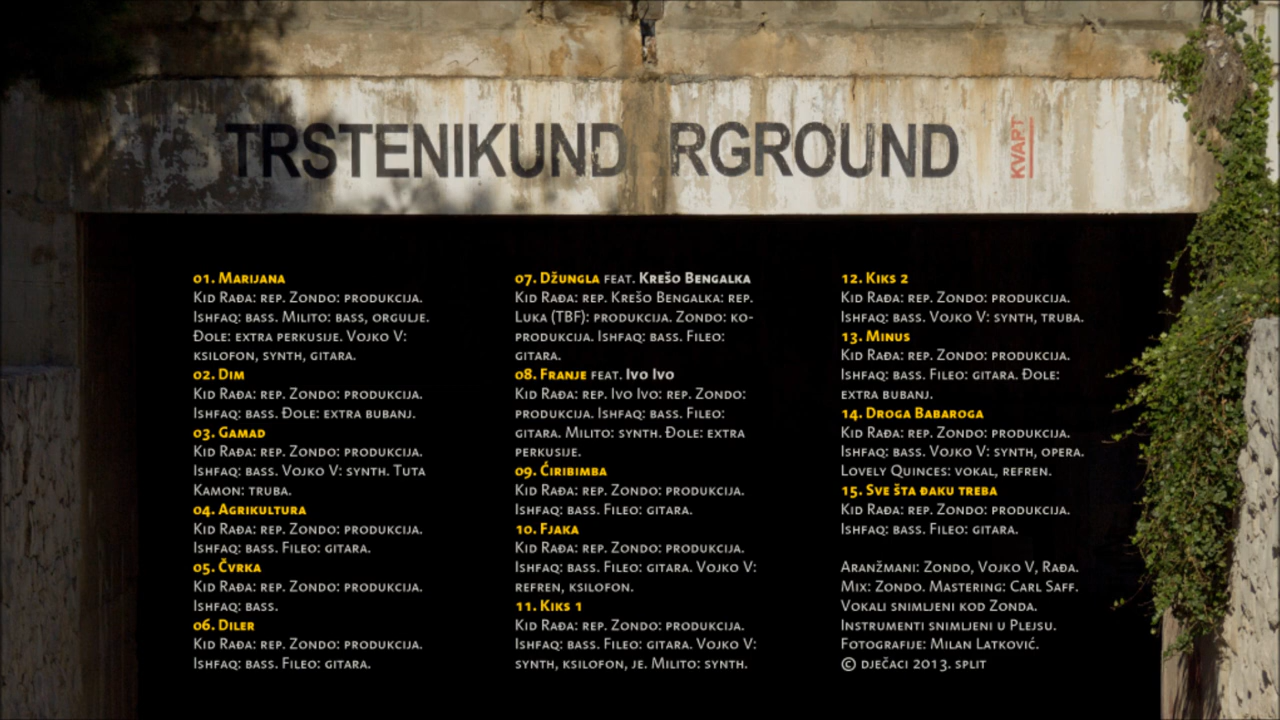 TRSTENIKUND RGROUND
KVART
01. Marijana
Kid Rađa: rep. Zondo: produkcija.
Ishfaq: bass. Milito: bass, orgulje.
Đole: extra perkusije. Vojko V:
ksilofon, synth, gitara.
02. Dim
Kid Rađa: rep. Zondo: produkcija.
Ishfaq: bass. Đole: extra bubanj.
03. Gamad
Kid Rađa: rep. Zondo: produkcija.
Ishfaq: bass. Vojko V: synth. Tuta
Kamon: truba.
04. Agrikultura
Kid Rađa: rep. Zondo: produkcija.
Ishfaq: bass. Fileo: gitara.
05. Čvrka
Kid Rađa: rep. Zondo: produkcija.
Ishfaq: bass.
06. Diler
Kid Rađa: rep. Zondo: produkcija.
Ishfaq: bass. Fileo: gitara.
07. Džungla feat. Krešo Bengalka
Kid Rađa: rep. Krešo Bengalka: rep.
Luka (TBF): produkcija. Zondo: ko-
produkcija. Ishfaq: bass. Fileo:
gitara.
08. Franje feat. Ivo Ivo
Kid Rađa: rep. Ivo Ivo: rep. Zondo:
produkcija. Ishfaq: bass. Fileo:
gitara. Milito: synth. Đole: extra
perkusije.
09. Ćiribimba
Kid Rađa: rep. Zondo: produkcija.
Ishfaq: bass. Fileo: gitara.
10. Fjaka
Kid Rađa: rep. Zondo: produkcija.
Ishfaq: bass. Fileo: gitara. Vojko V:
refren, ksilofon.
11. Kiks 1
Kid Rađa: rep. Zondo: produkcija.
Ishfaq: bass. Fileo: gitara. Vojko V:
synth, ksilofon, je. Milito: synth.
12. Kiks 2
Kid Rađa: rep. Zondo: produkcija.
Ishfaq: bass. Vojko V: synth, truba.
13. Minus
Kid Rađa: rep. Zondo: produkcija.
Ishfaq: bass. Fileo: gitara. Đole:
extra bubanj.
14. Droga Babaroga
Kid Rađa: rep. Zondo: produkcija.
Ishfaq: bass. Vojko V: synth, opera.
Lovely Quinces: vokal, refren.
15. Sve šta đaku treba
Kid Rađa: rep. Zondo: produkcija.
Ishfaq: bass. Fileo: gitara.
Aranžmani: Zondo, Vojko V, Rađa.
Mix: Zondo. Mastering: Carl Saff.
Vokali snimljeni kod Zonda.
Instrumenti snimljeni u Plejsu.
Fotografije: Milan Latković.
© dječaci 2013. split